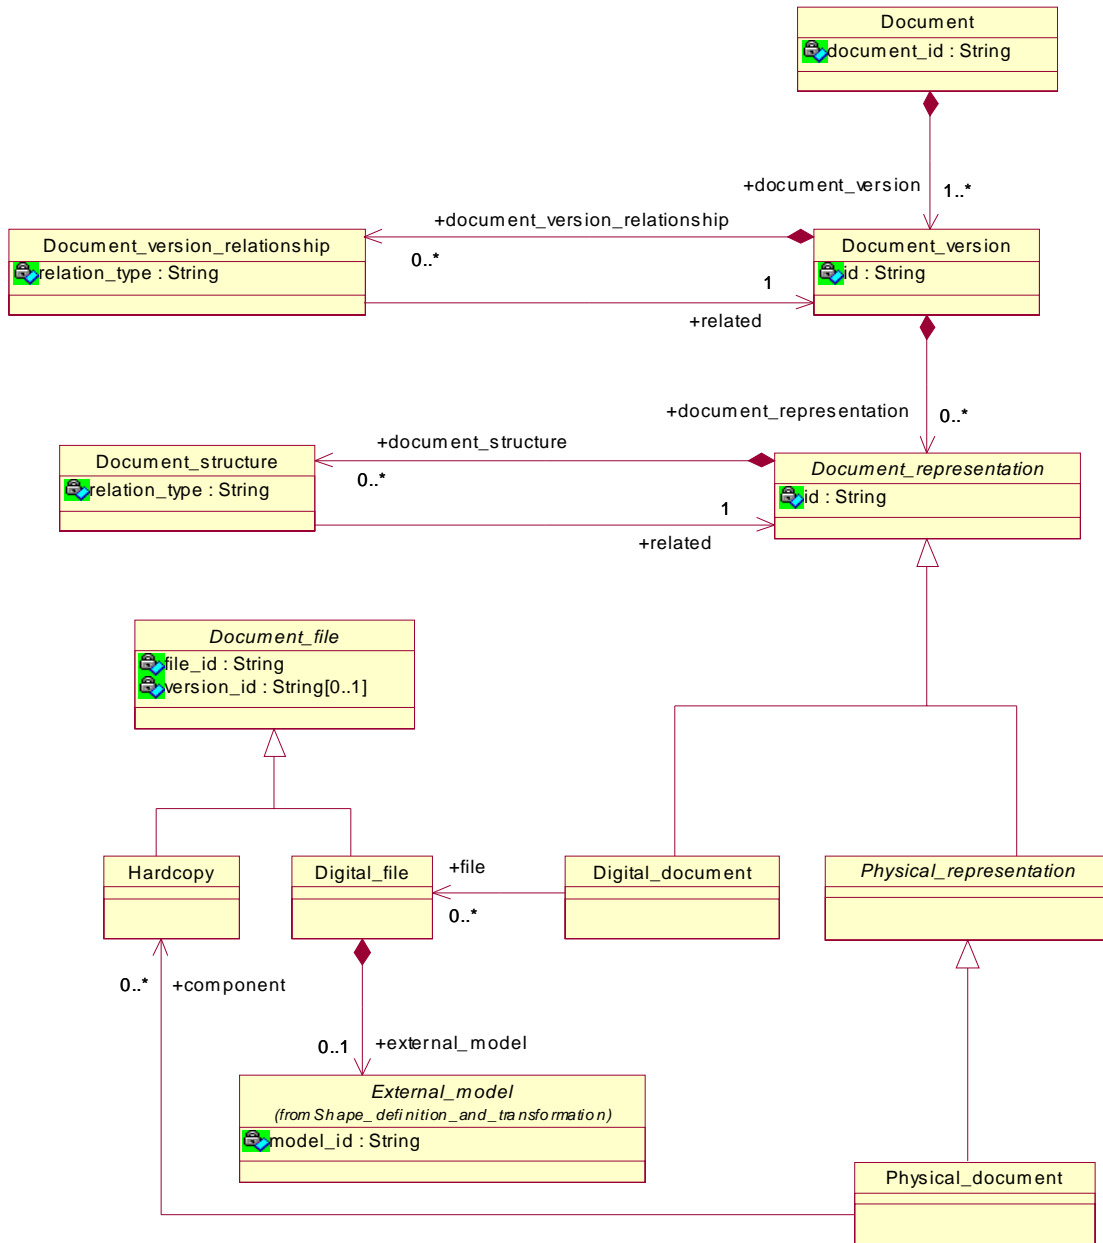 Document
document_id : String
+document_version
1..*
+document_version_relationship
0..*
Document_version_relationship
relation_type : String
Document_version
id : String
1
+related
+document_representation
0..*
+document_structure
0..*
Document_structure
relation_type : String
Document_representation
id : String
1
+related
Document_file
file_id : String
version_id : String[0..1]
Hardcopy
Digital_file
+file
0..*
Digital_document
Physical_representation
0..*
+component
0..1
+external_model
External_model
(from Shape_definition_and_transformation)
model_id : String
Physical_document